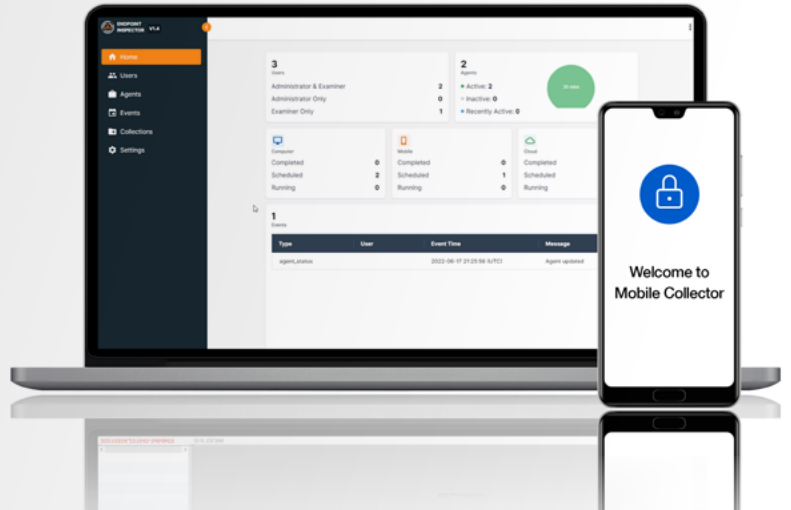 ENDPOINT
INSPECTOR V1.4
Home
Users
Agents
Events
Collections
Settings
3
Users
Administrator & Examiner 2
Administrator Only 0
Examiner Only 1
2
Agents
Active: 2
Inactive: 0
Recently Active: 0
Computer
Completed 0
Scheduled 2
Running 0
Mobile
Completed 0
Scheduled 1
Running 0
Cloud
Completed
Scheduled
Running
1
Events
Type User Event Time Message
agent_status 2022-06-17 21:25:56 (UTC) Agent updated
Welcome to
Mobile Collector